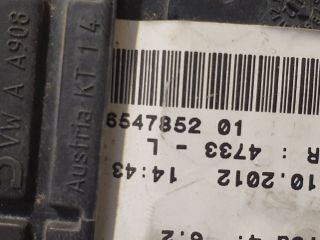 VW A A908
Austria KT 14
6547852 01
R : 4733 - L
14:43
10.2012